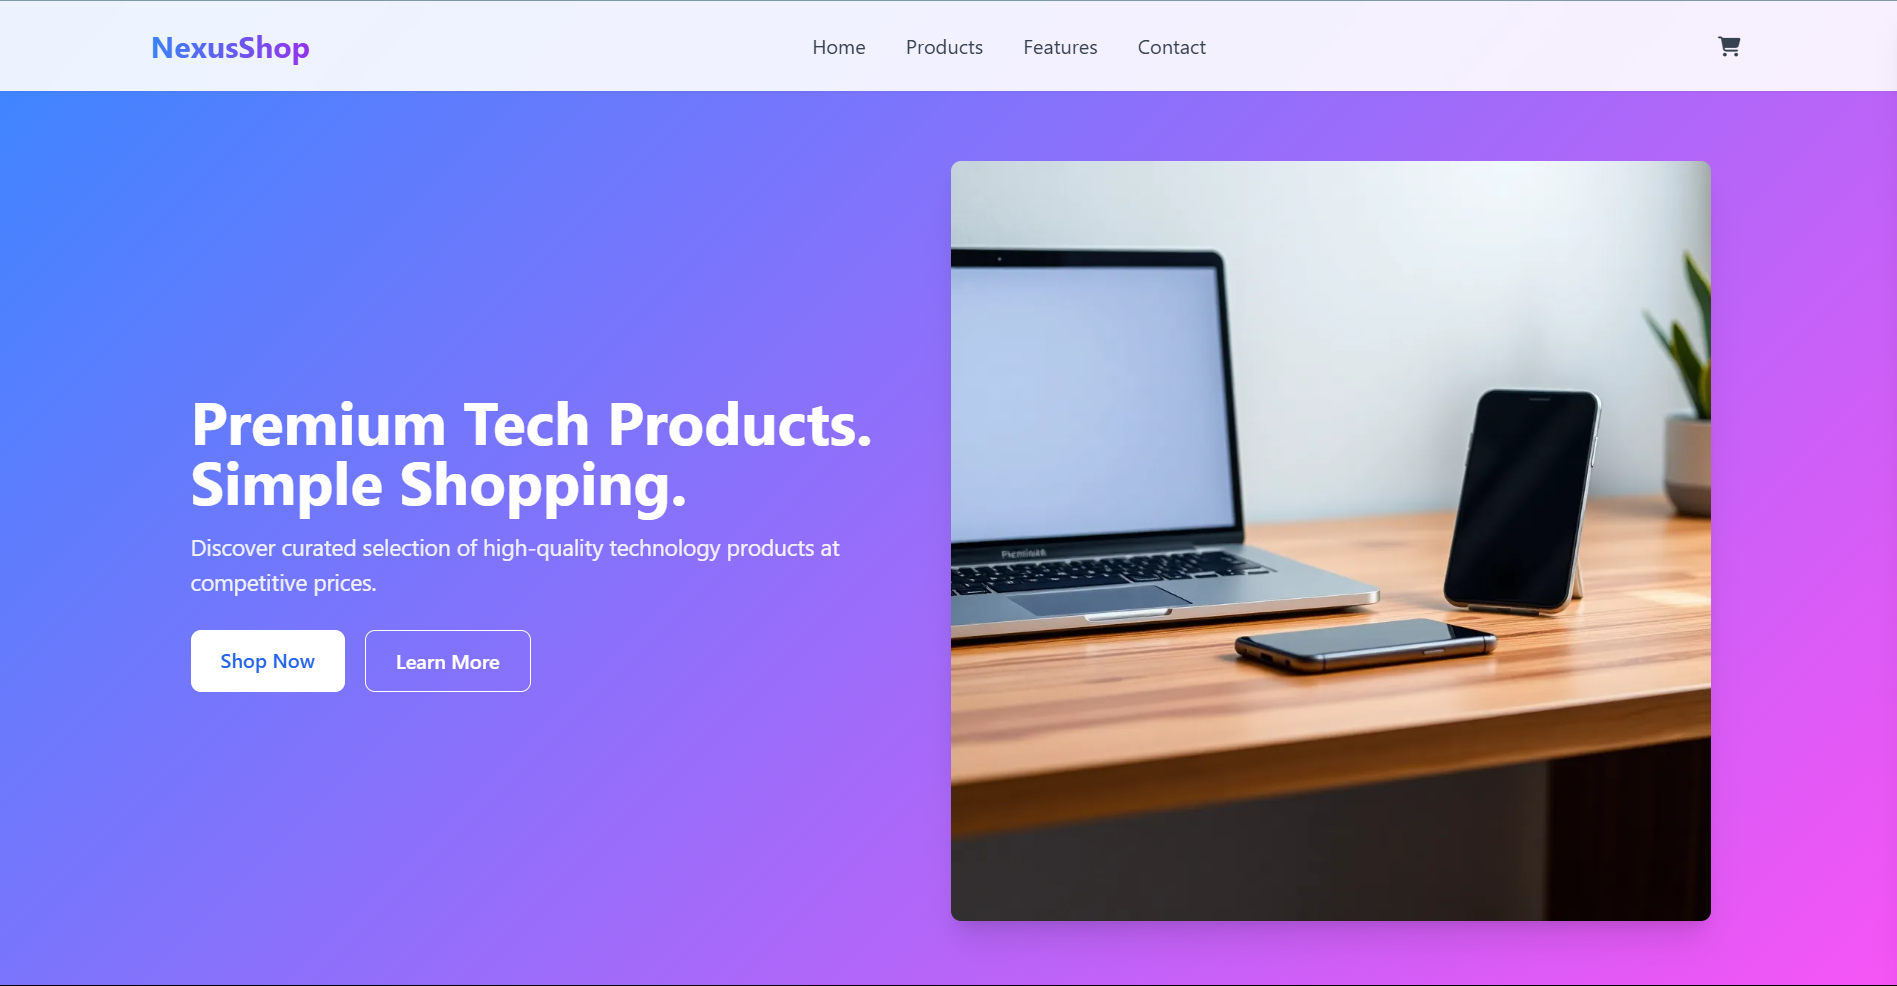 NexusShop
Home
Products
Features
Contact
Premium Tech Products.
Simple Shopping.
Discover curated selection of high-quality technology products at
competitive prices.
Shop Now
Learn More